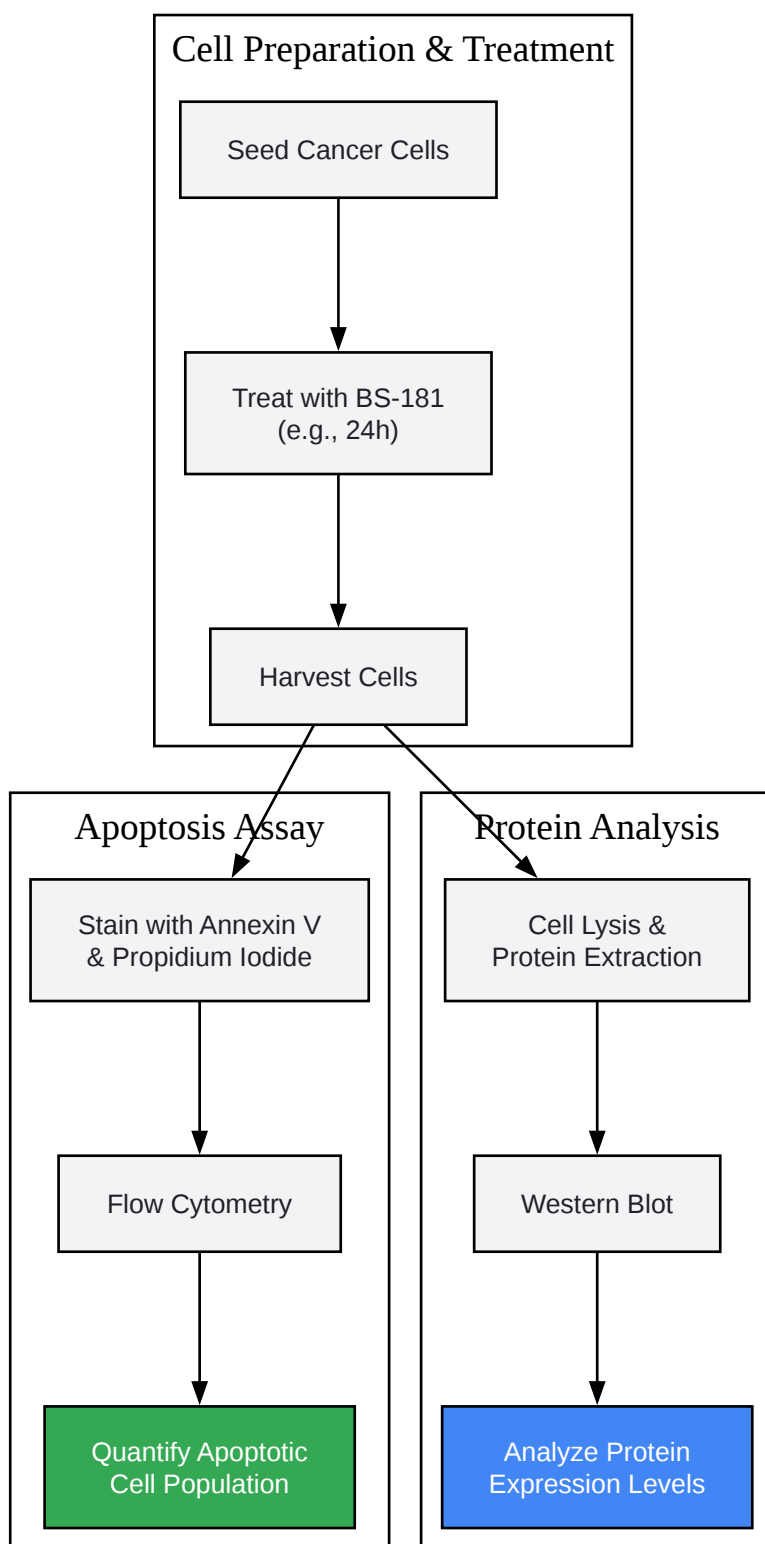 Cell Preparation & Treatment
Seed Cancer Cells
Treat with BS-181
(e.g., 24h)
Harvest Cells
Apoptosis Assay
Stain with Annexin V
& Propidium Iodide
Flow Cytometry
Quantify Apoptotic
Cell Population
Protein Analysis
Cell Lysis &
Protein Extraction
Western Blot
Analyze Protein
Expression Levels